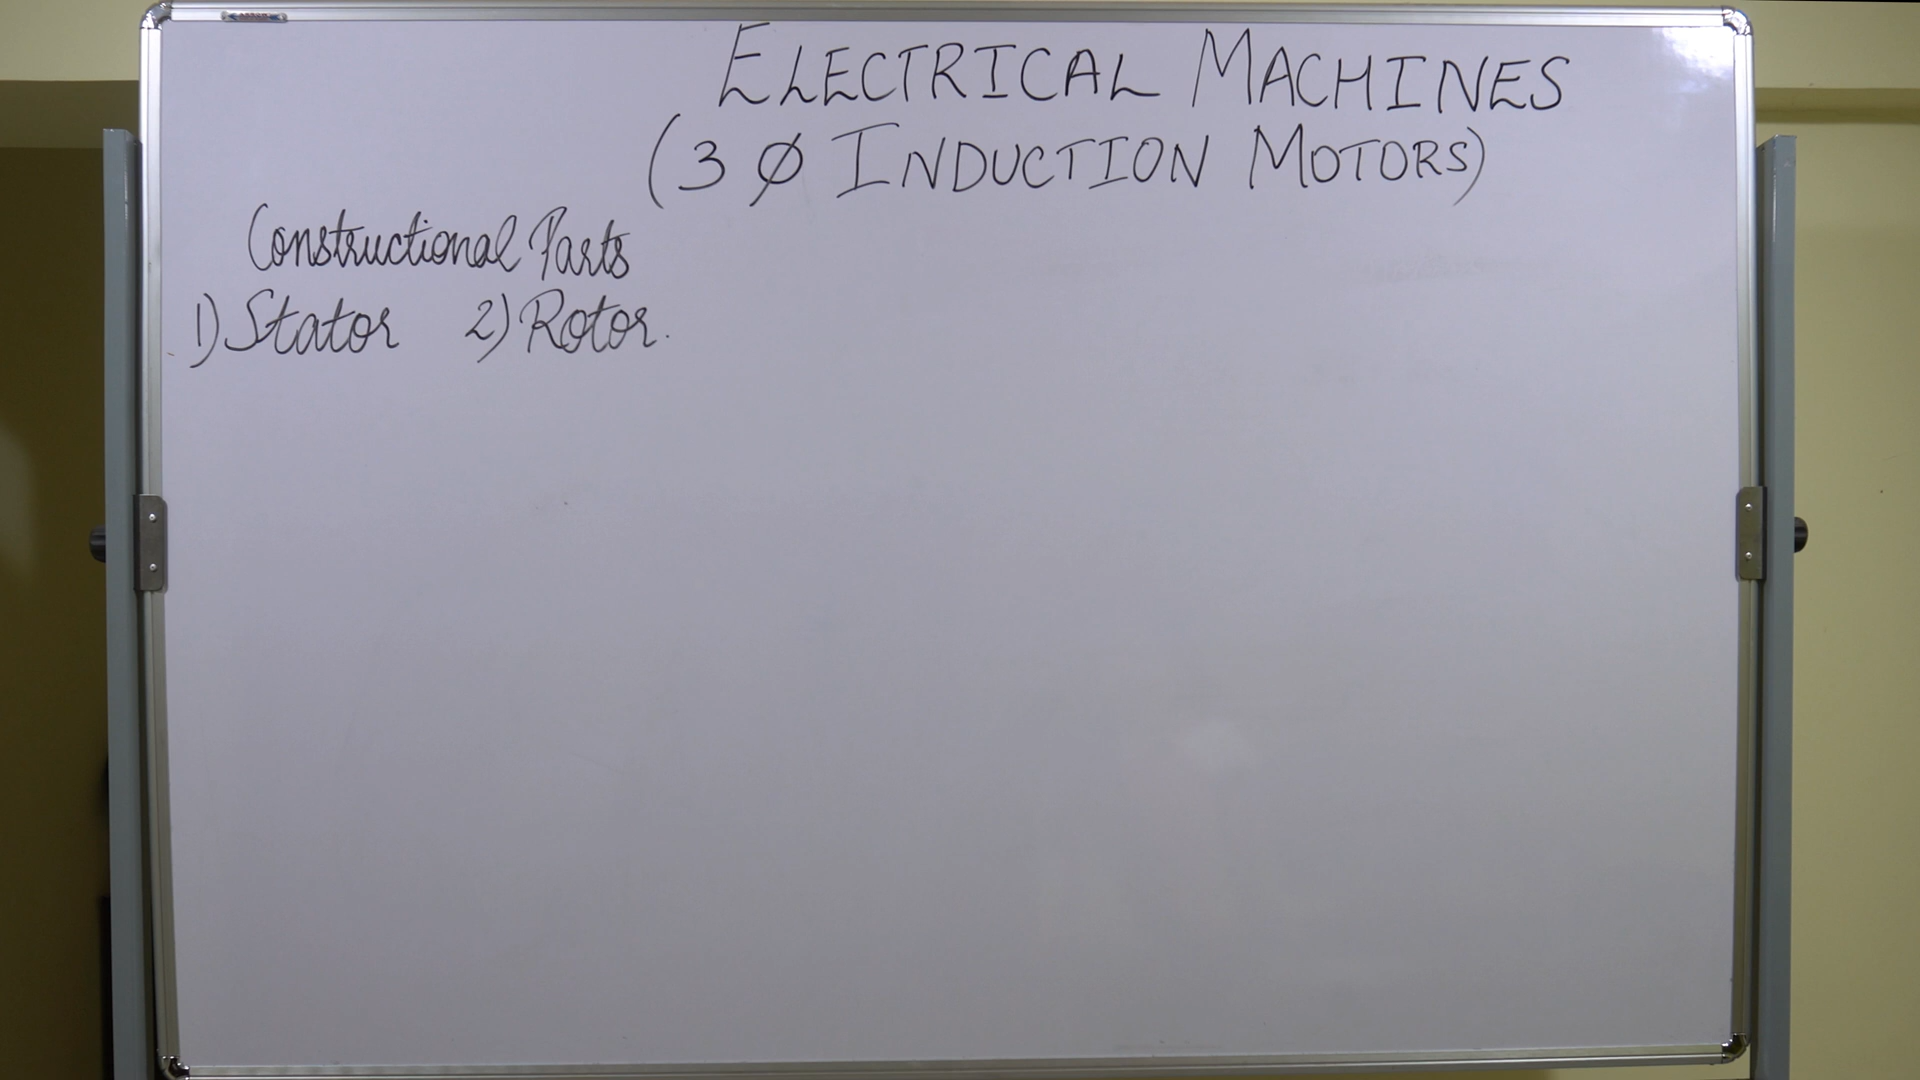 ELECTRICAL MACHINES
(3 Ø INDUCTION MOTORS)
Constructional Parts
1) Stator 2) Rotor.